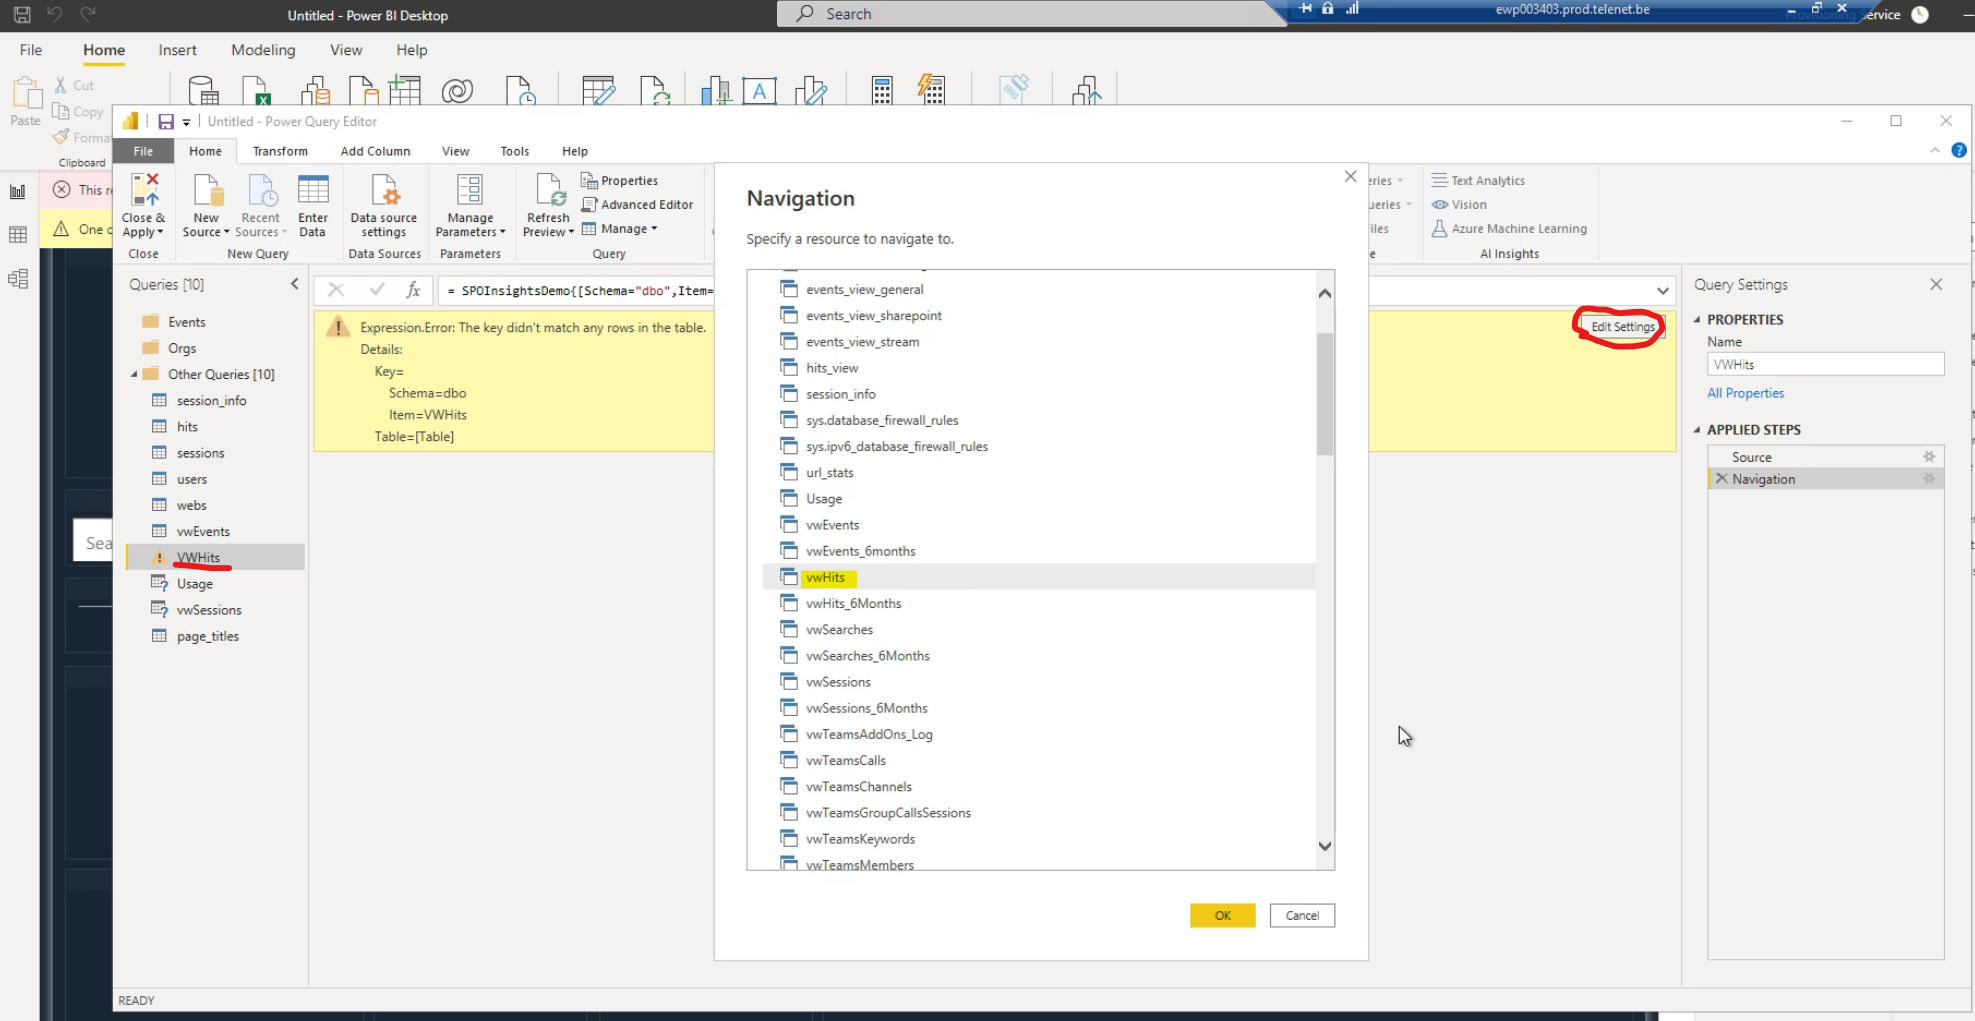 Untitled - Power BI Desktop
Search
ewp003403.prod.telenet.be
Provisioning Service
File Home Insert Modeling View Help
Cut
Copy
Paste
Format
Clipboard
Untitled - Power Query Editor
File Home Transform Add Column View Tools Help
Close & Apply
Close
New Source
Recent Sources
Enter Data
New Query
Data source settings
Data Sources
Manage Parameters
Parameters
Refresh Preview
Properties
Advanced Editor
Manage
Query
Text Analytics
Vision
Azure Machine Learning
AI Insights
This
One
Sea
Queries [10]
Events
Orgs
Other Queries [10]
session_info
hits
sessions
users
webs
vwEvents
VWHits
Usage
vwSessions
page_titles
READY
fx
= SPOInsightsDemo{[Schema="dbo",Item=
Expression.Error: The key didn't match any rows in the table.
Details:
Key=
Schema=dbo
Item=VWHits
Table=[Table]
Edit Settings
Navigation
Specify a resource to navigate to.
events_view_general
events_view_sharepoint
events_view_stream
hits_view
session_info
sys.database_firewall_rules
sys.ipv6_database_firewall_rules
url_stats
Usage
vwEvents
vwEvents_6months
vwHits
vwHits_6Months
vwSearches
vwSearches_6Months
vwSessions
vwSessions_6Months
vwTeamsAddOns_Log
vwTeamsCalls
vwTeamsChannels
vwTeamsGroupCallsSessions
vwTeamsKeywords
vwTeamsMembers
OK
Cancel
Query Settings
PROPERTIES
Name
VWHits
All Properties
APPLIED STEPS
Source
Navigation